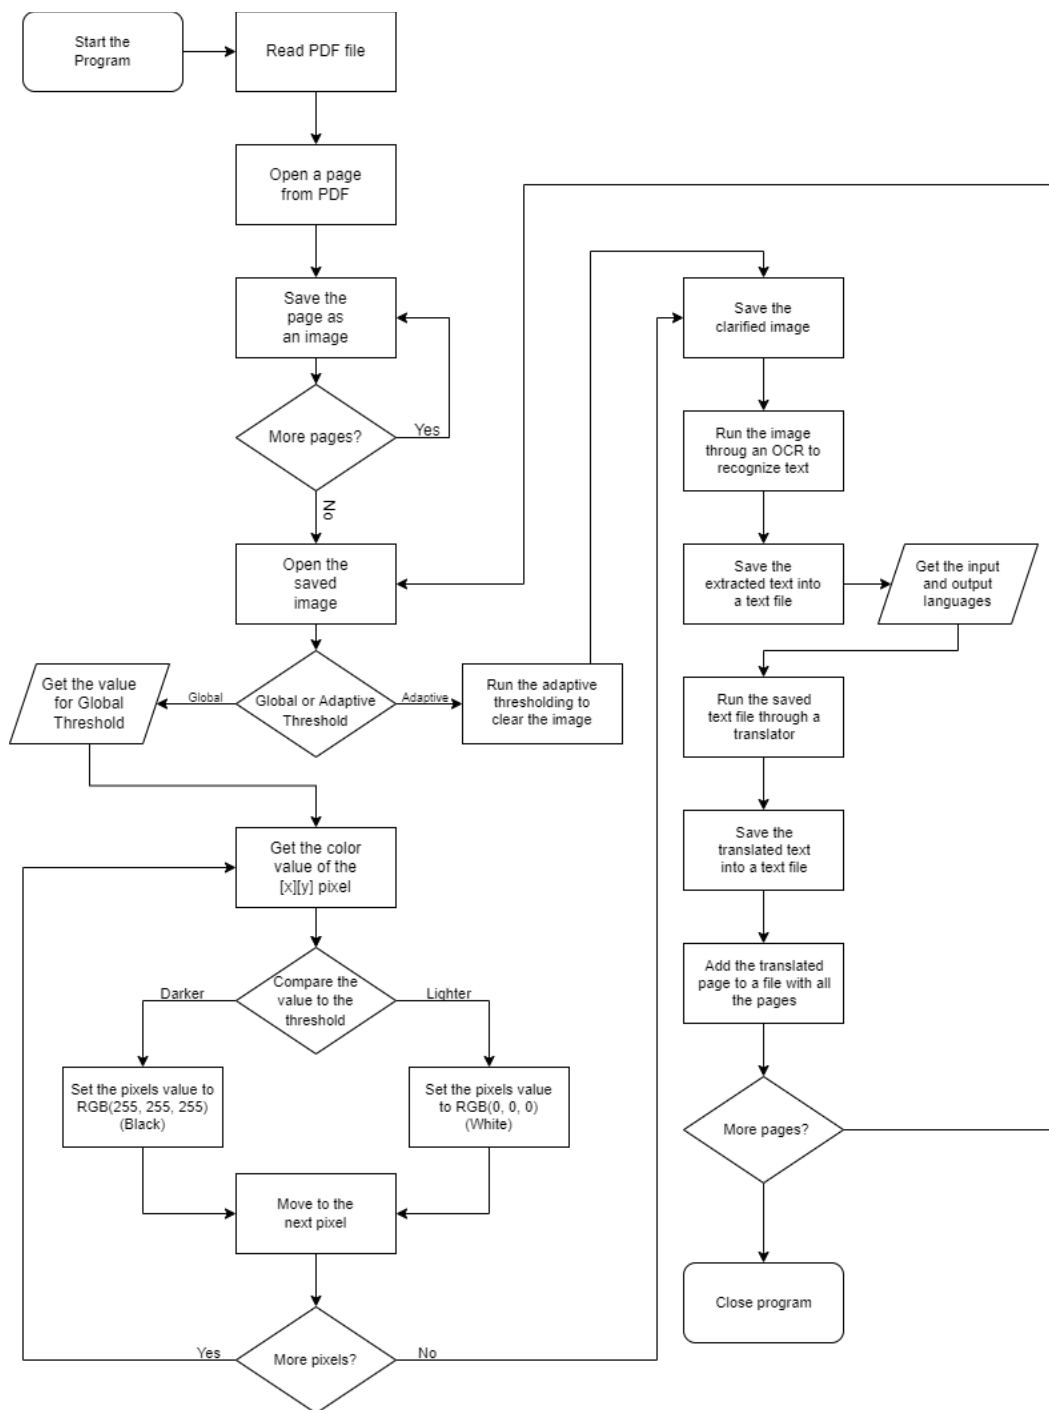 Start the
Program
Read PDF file
Open a page
from PDF
Save the
page as
an image
More pages?
Yes
No
Open the
saved
image
Global or Adaptive
Threshold
Global
Adaptive
Get the value
for Global
Threshold
Run the adaptive
thresholding to
clear the image
Get the color
value of the
[x][y] pixel
Compare the
value to the
threshold
Darker
Lighter
Set the pixels value to
RGB(255, 255, 255)
(Black)
Set the pixels value
to RGB(0, 0, 0)
(White)
Move to the
next pixel
More pixels?
Yes
No
Save the
clarified image
Run the image
throug an OCR to
recognize text
Save the
extracted text into
a text file
Get the input
and output
languages
Run the saved
text file through a
translator
Save the
translated text
into a text file
Add the translated
page to a file with all
the pages
More pages?
Close program